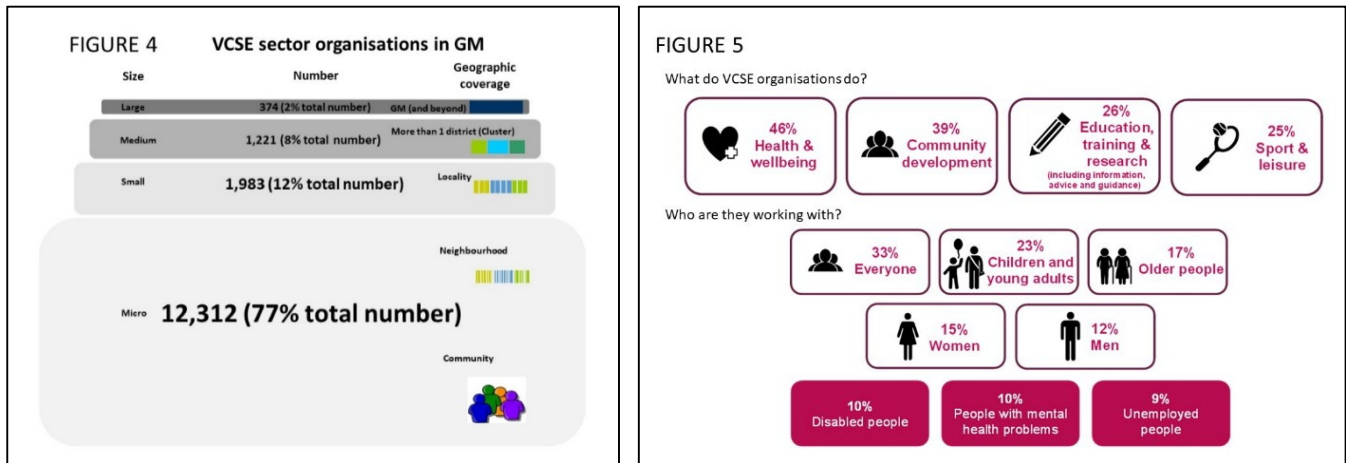 FIGURE 4
VCSE sector organisations in GM
Size
Number
Geographic
coverage
Large
374 (2% total number)
GM (and beyond)
Medium
1,221 (8% total number)
More than 1 district (Cluster)
Small
1,983 (12% total number)
Locality
Neighbourhood
Micro
12,312 (77% total number)
Community
FIGURE 5
What do VCSE organisations do?
46%
Health &
wellbeing
39%
Community
development
26%
Education,
training &
research
(including information,
advice and guidance)
25%
Sport &
leisure
Who are they working with?
33%
Everyone
23%
Children and
young adults
17%
Older people
15%
Women
12%
Men
10%
Disabled people
10%
People with mental
health problems
9%
Unemployed
people